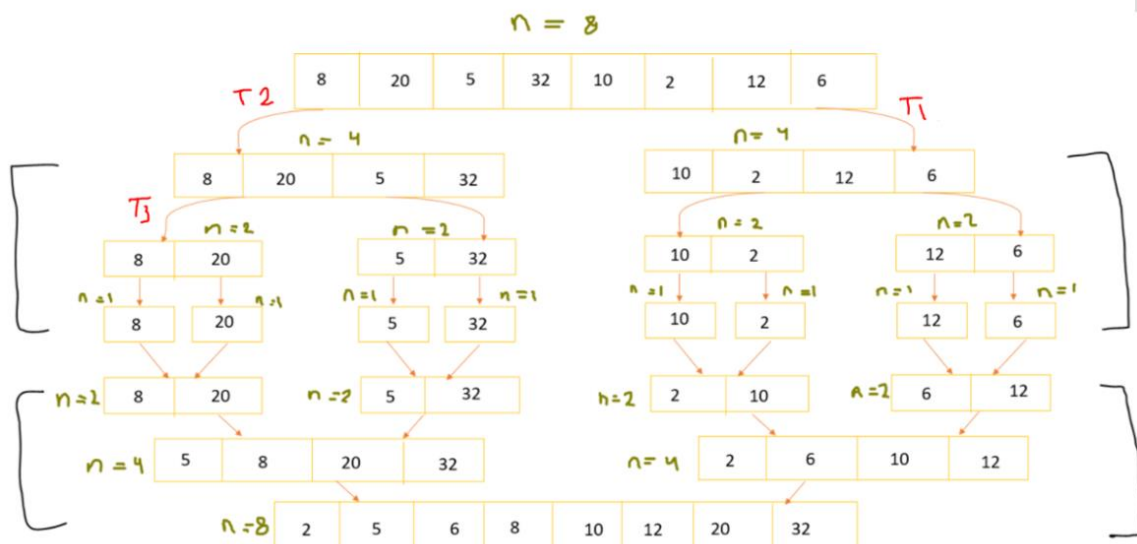 n = 8
8 20 5 32 10 2 12 6
T2 T1
n = 4 n = 4
8 20 5 32 10 2 12 6
T3
n=2 n=2 n=2 n=2
8 20 5 32 10 2 12 6
n=1 n=1 n=1 n=1 n=1 n=1 n=1 n=1
8 20 5 32 10 2 12 6
n=2 8 20 n=2 5 32 n=2 2 10 n=2 6 12
n=4 5 8 20 32 n=4 2 6 10 12
n=8 2 5 6 8 10 12 20 32